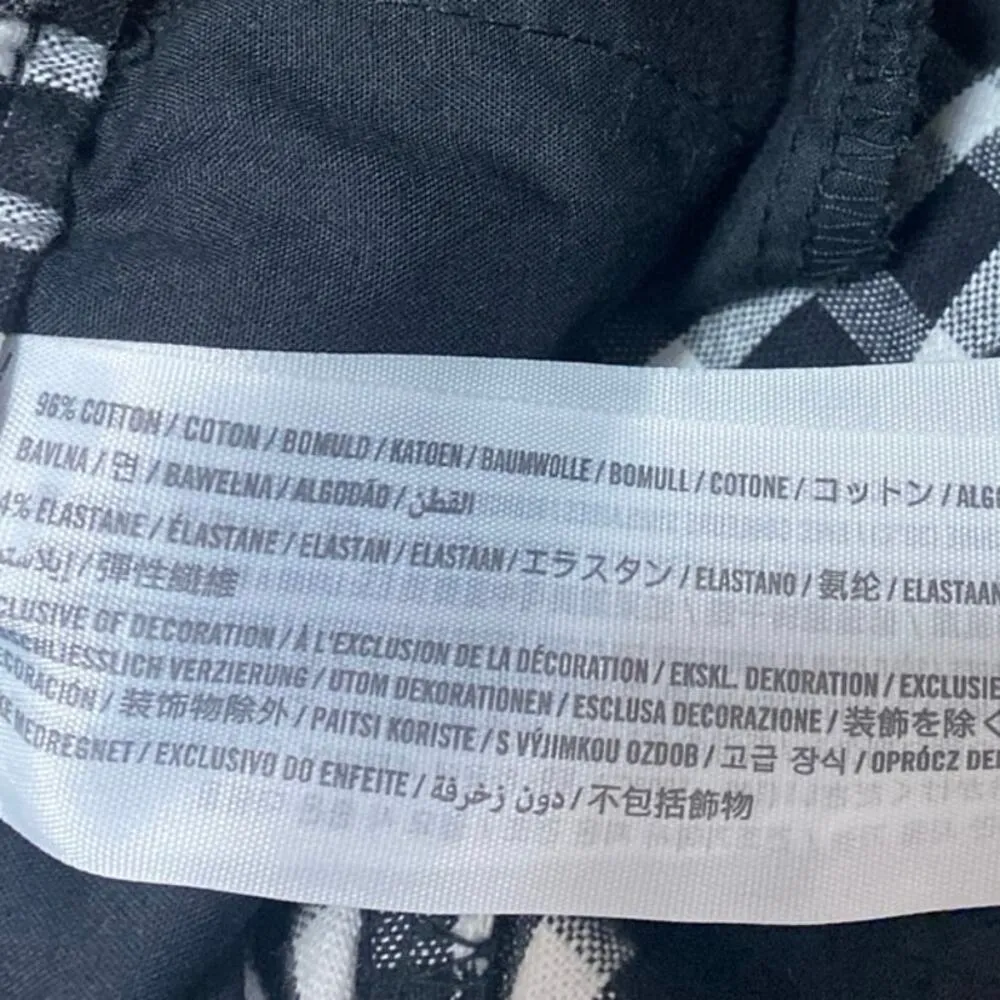 96% COTTON / COTON / BOMULD / KATOEN / BAUMWOLLE / BOMULL / COTONE / コットン / ALG
BAVLNA / 면 / BAWEŁNA / ALGODÃO / القطن
4% ELASTANE / ÉLASTANE / ELASTAN / ELASTAAN / エラスタン / ELASTANO / 氨纶 / ELASTAAN
/ 彈性纖維
CLUSIVE OF DECORATION / À L'EXCLUSION DE LA DÉCORATION / EKSKL. DEKORATION / EXCLUSIE
SCHLIESSLICH VERZIERUNG / UTOM DEKORATIONEN / ESCLUSA DECORAZIONE / 装飾を除く
ECORACIÓN / 装饰物除外 / PAITSI KORISTE / S VÝJIMKOU OZDOB / 고급 장식 / OPRÓCZ DE
KE MEDREGNET / EXCLUSIVO DO ENFEITE / دون زخرفة / 不包括飾物